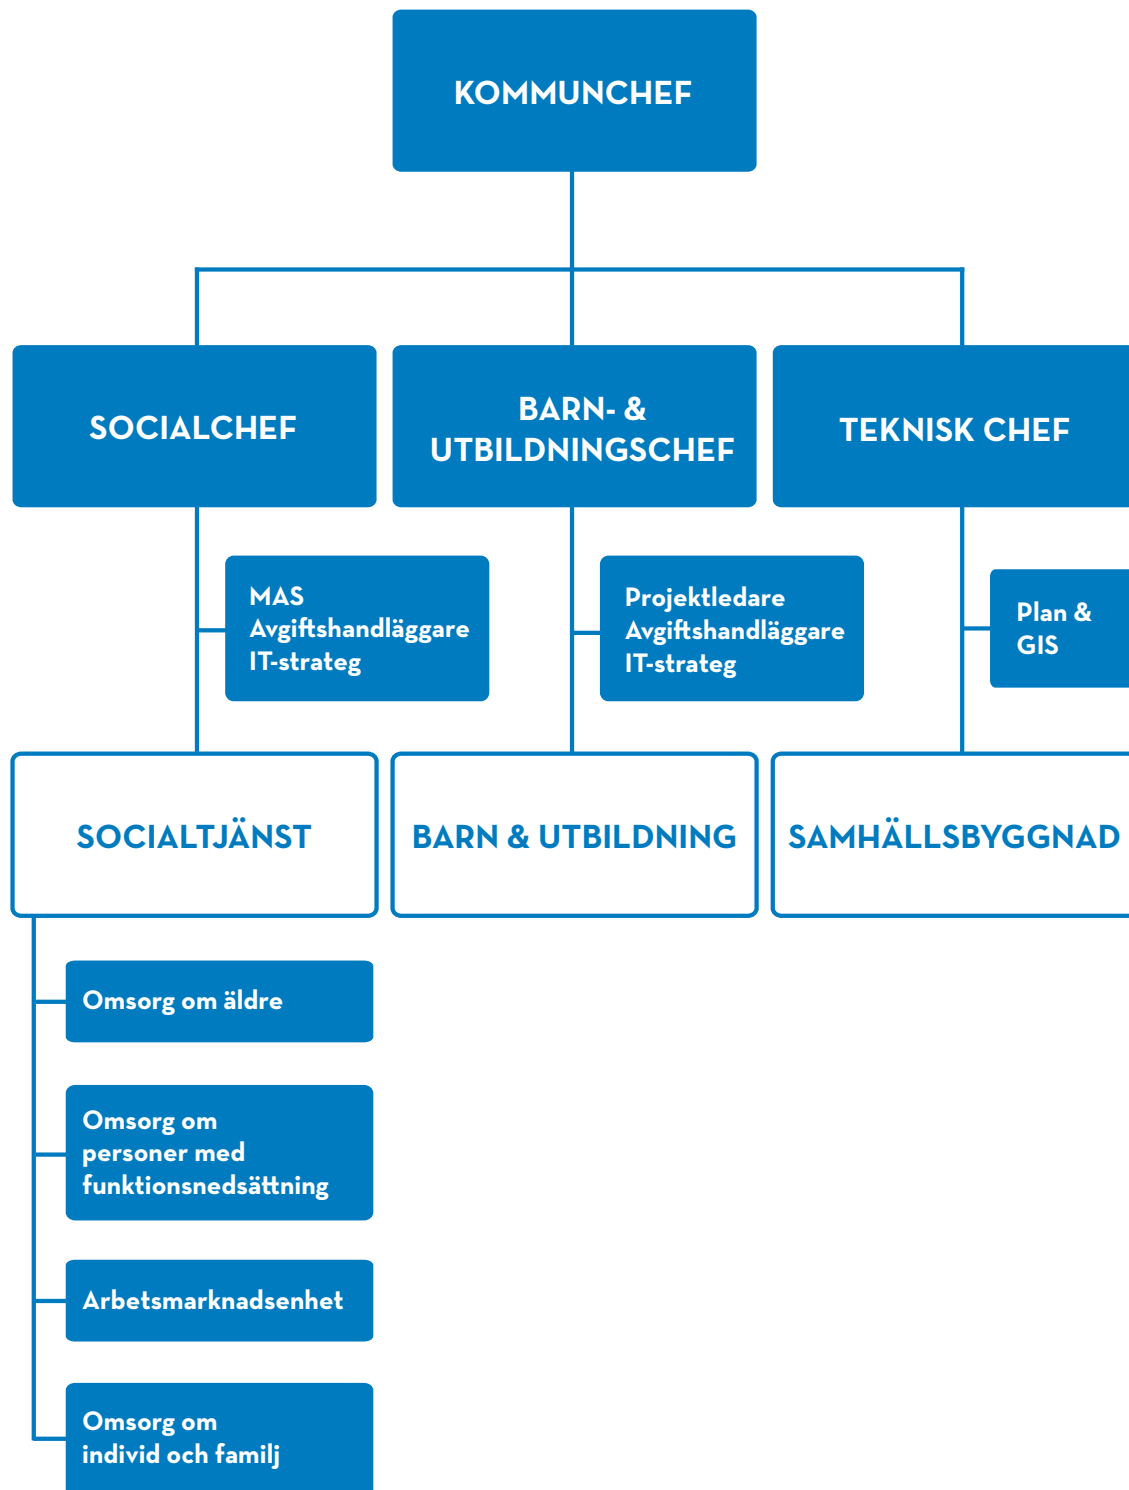 KOMMUNCHEF
SOCIALCHEF
BARN- &
UTBILDNINGSCHEF
TEKNISK CHEF
MAS
Avgiftshandläggare
IT-strateg
Projektledare
Avgiftshandläggare
IT-strateg
Plan &
GIS
SOCIALTJÄNST
BARN & UTBILDNING
SAMHÄLLSBYGGNAD
Omsorg om äldre
Omsorg om
personer med
funktionsnedsättning
Arbetsmarknadsenhet
Omsorg om
individ och familj